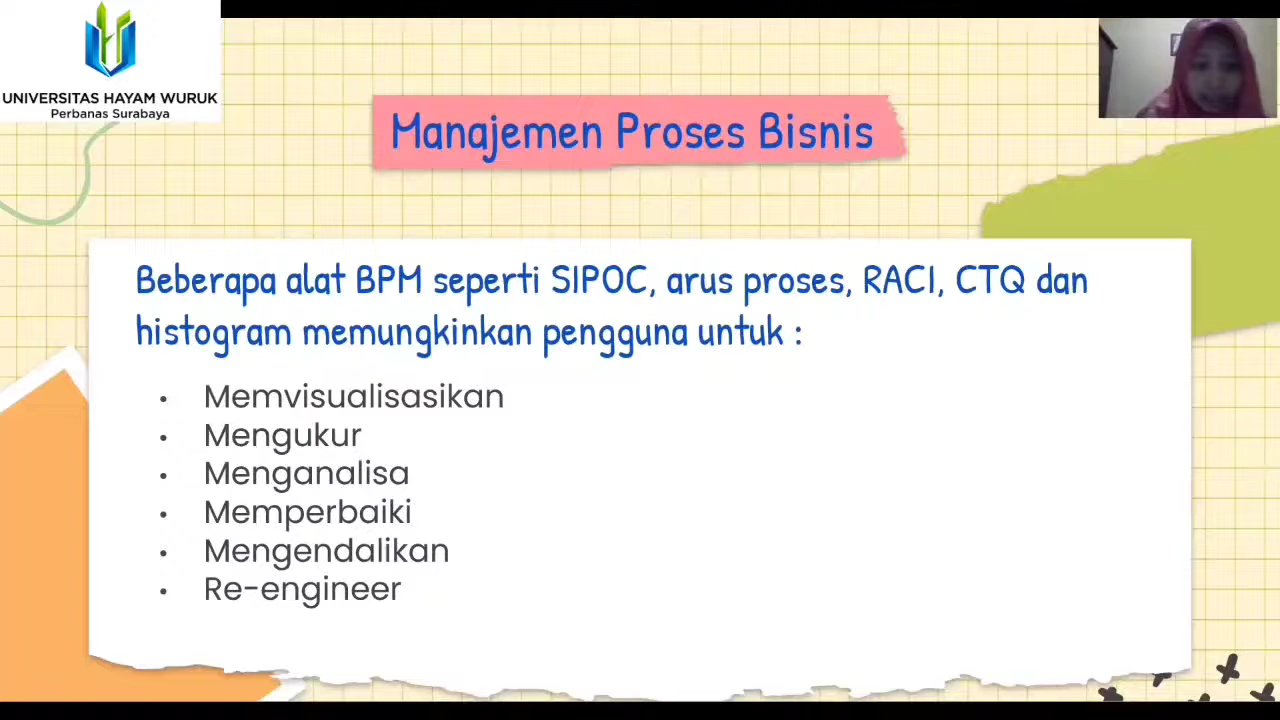 UNIVERSITAS HAYAM WURUK
Perbanas Surabaya
Manajemen Proses Bisnis
Beberapa alat BPM seperti SIPOC, arus proses, RACI, CTQ dan
histogram memungkinkan pengguna untuk :
• Memvisualisasikan
• Mengukur
• Menganalisa
• Memperbaiki
• Mengendalikan
• Re-engineer